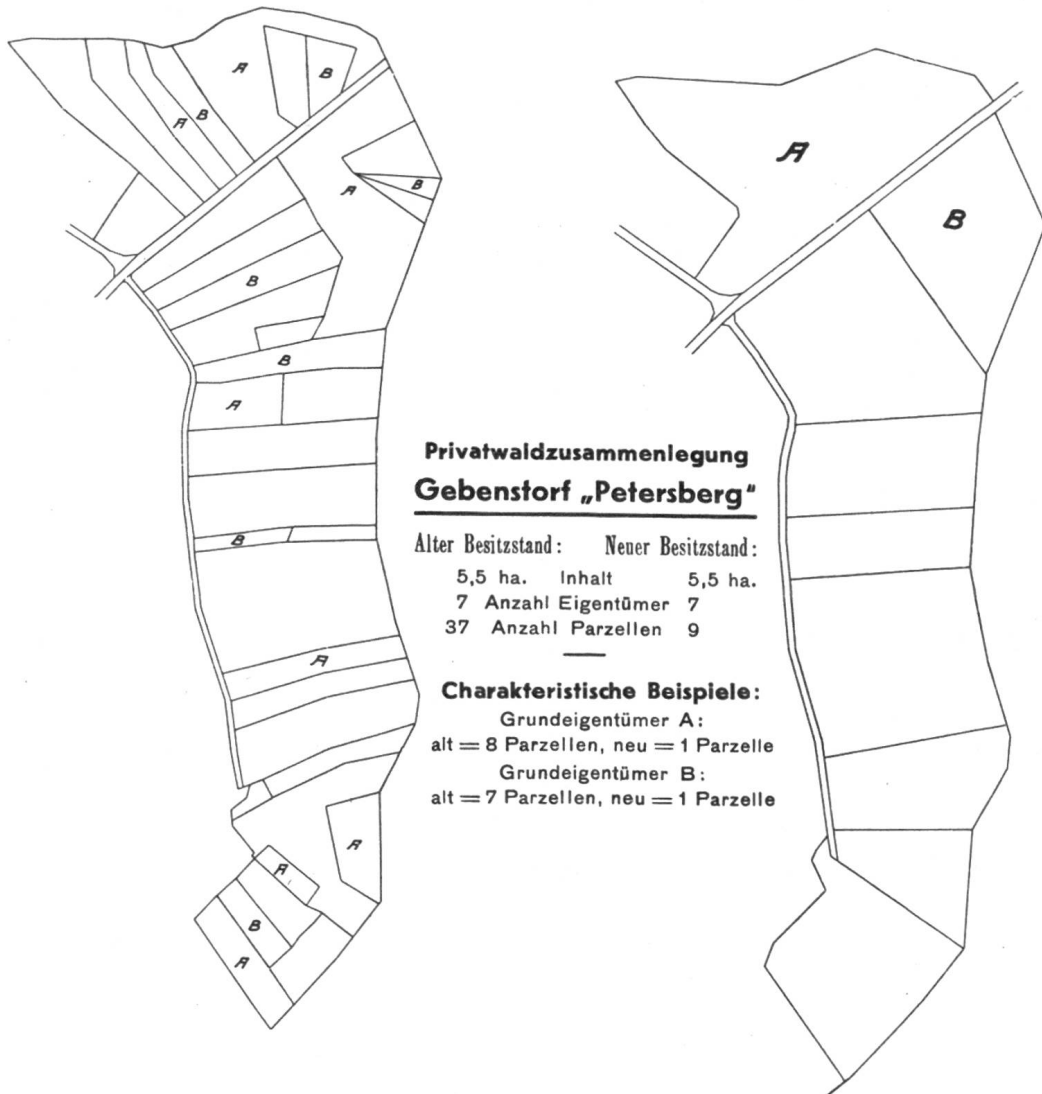 A
B
A
B
A
B
B
B
A
B
A
A
A
B
A
A
B
Privatwaldzusammenlegung
Gebenstorf „Petersberg“
Alter Besitzstand: Neuer Besitzstand:
5,5 ha. Inhalt 5,5 ha.
7 Anzahl Eigentümer 7
37 Anzahl Parzellen 9
Charakteristische Beispiele:
Grundeigentümer A:
alt = 8 Parzellen, neu = 1 Parzelle
Grundeigentümer B:
alt = 7 Parzellen, neu = 1 Parzelle